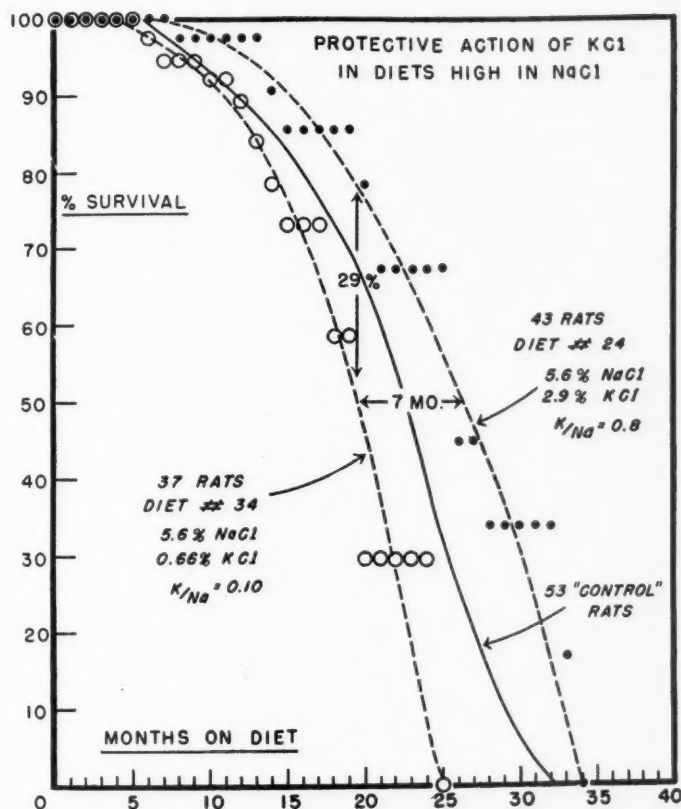 PROTECTIVE ACTION OF KCl
IN DIETS HIGH IN NaCl
100
90
80
70
60
50
40
30
20
10
% SURVIVAL
29%
7 MO.
43 RATS
DIET # 24
5.6% NaCl
2.9% KCl
K/Na = 0.8
37 RATS
DIET # 34
5.6% NaCl
0.66% KCl
K/Na = 0.10
53 "CONTROL"
RATS
MONTHS ON DIET
0 5 10 15 20 25 30 35 40